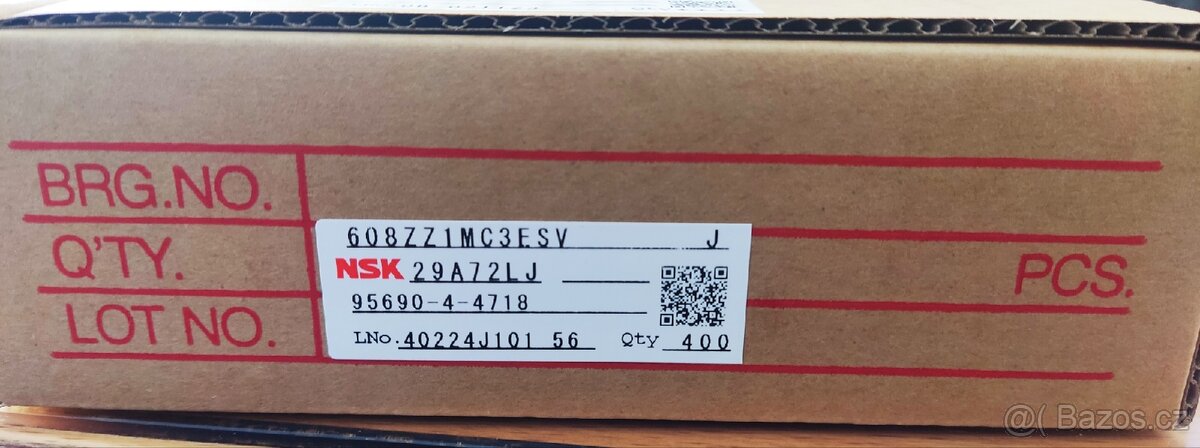 BRG.NO.
Q'TY.
LOT NO.
PCS.
608ZZ1MC3ESV J
NSK 29A72LJ
95690-4-4718
LNo. 40224J101 56 Qty 400
@( Bazos.cz